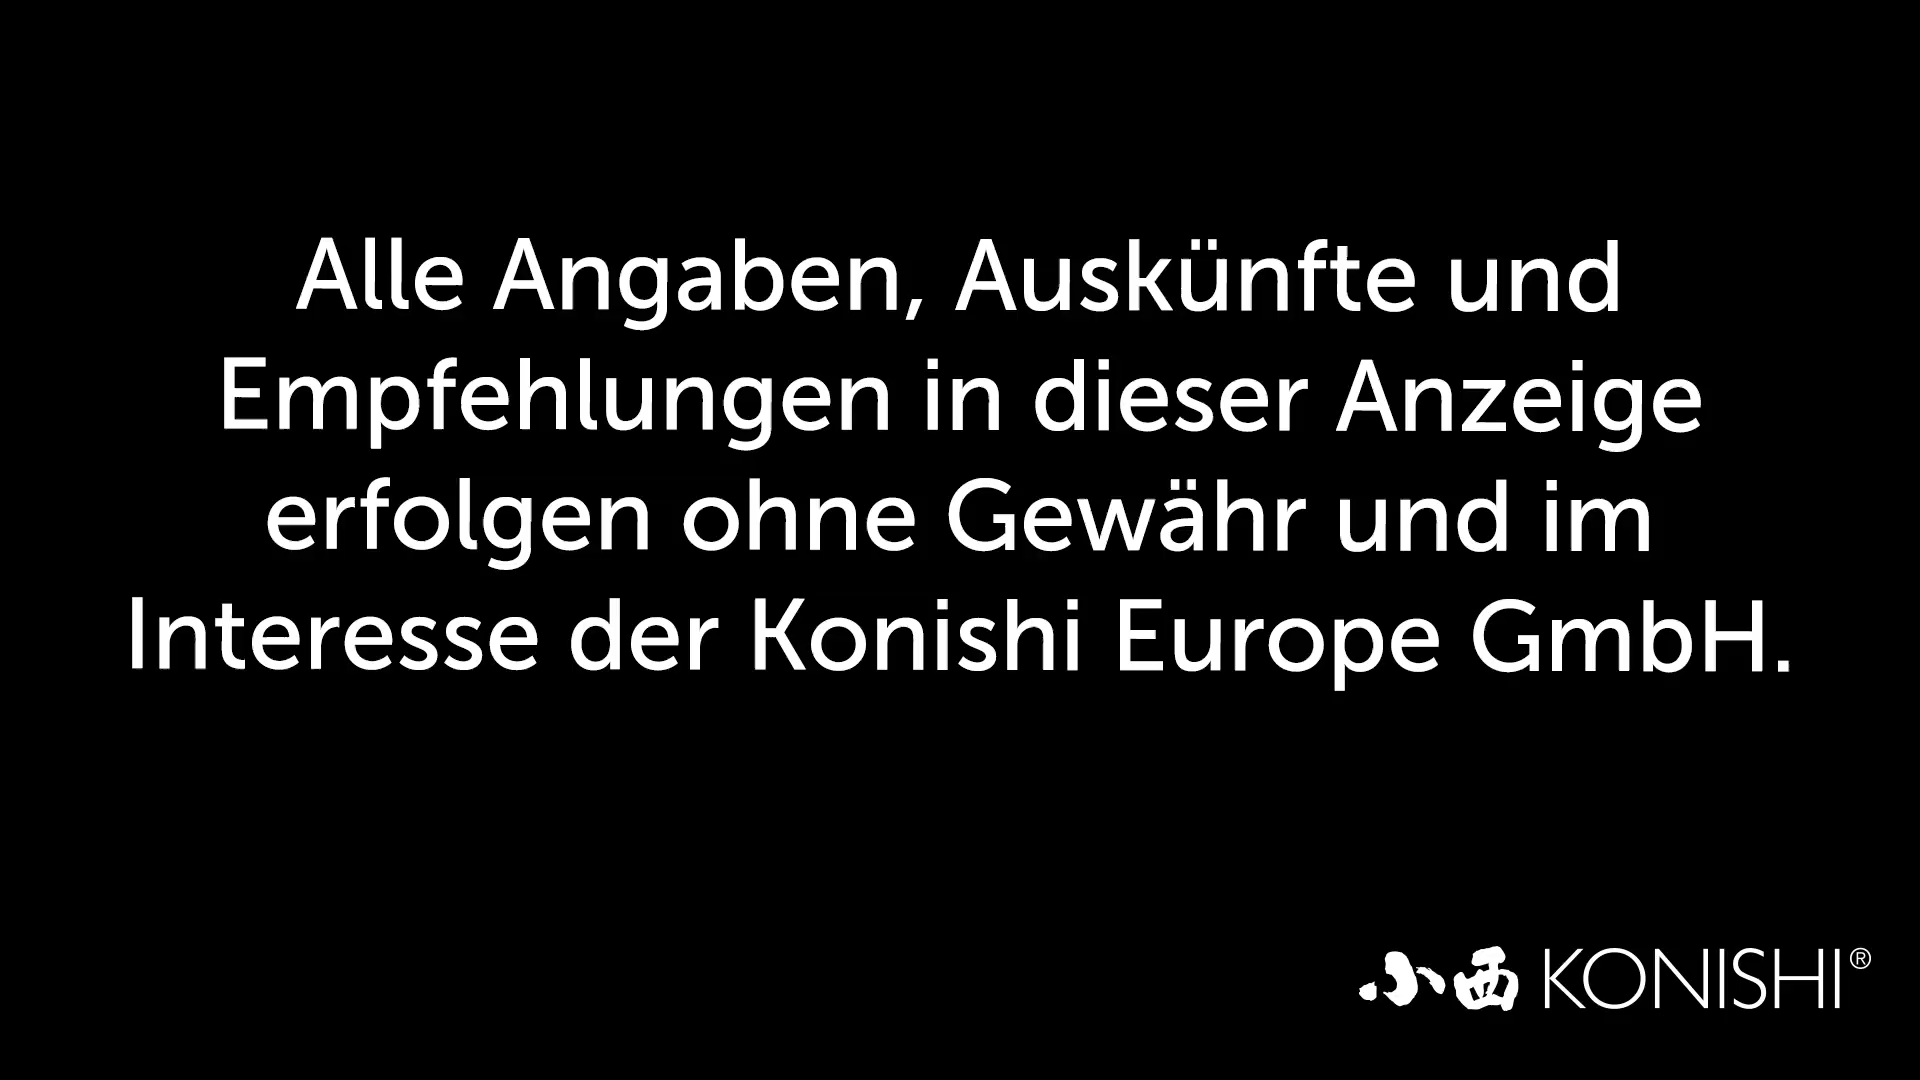 Alle Angaben, Auskünfte und
Empfehlungen in dieser Anzeige
erfolgen ohne Gewähr und im
Interesse der Konishi Europe GmbH.
小西 KONISHI®